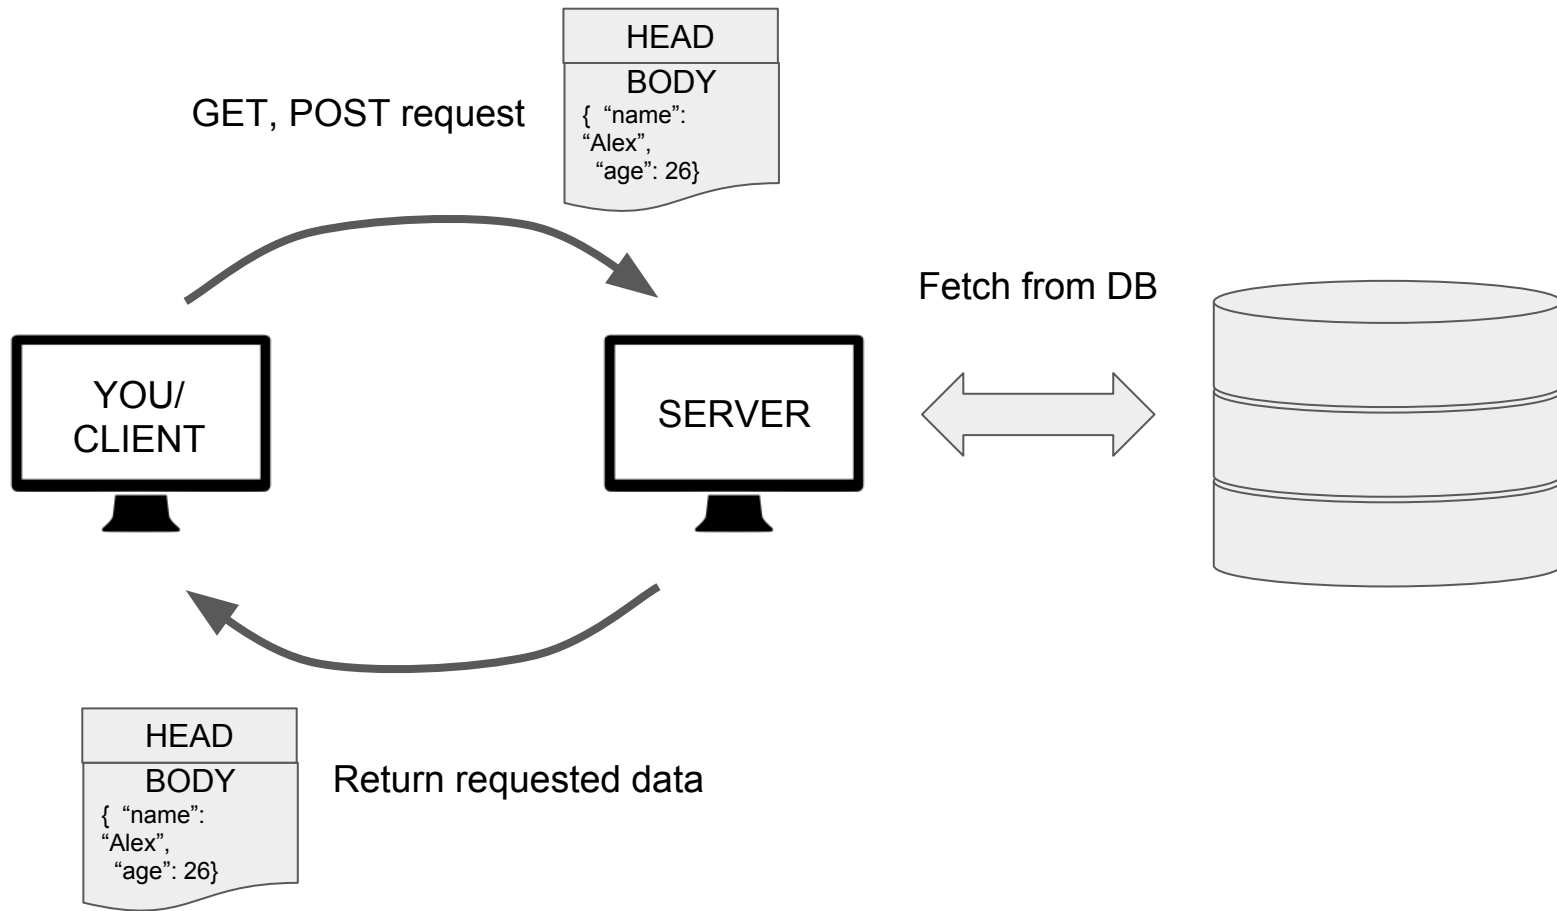 HEAD
BODY
{  “name”:
“Alex”,
“age”: 26}
GET, POST request
Fetch from DB
YOU/
CLIENT
SERVER
HEAD
BODY
{  “name”:
“Alex”,
“age”: 26}
Return requested data